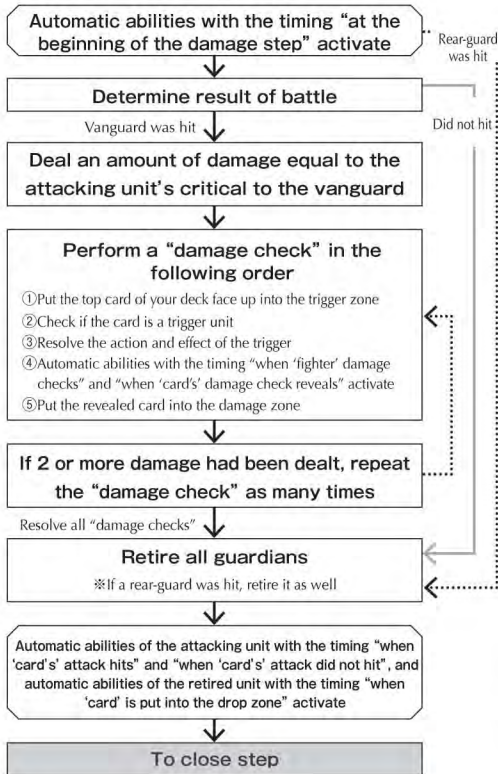 Automatic abilities with the timing “at the
beginning of the damage step” activate
Rear-guard
was hit
Determine result of battle
Vanguard was hit
Did not hit
Deal an amount of damage equal to the
attacking unit's critical to the vanguard
Perform a “damage check” in the
following order
①Put the top card of your deck face up into the trigger zone
②Check if the card is a trigger unit
③Resolve the action and effect of the trigger
④Automatic abilities with the timing “when ‘fighter’ damage
checks” and “when ‘card’s’ damage check reveals” activate
⑤Put the revealed card into the damage zone
If 2 or more damage had been dealt, repeat
the “damage check” as many times
Resolve all “damage checks”
Retire all guardians
※If a rear-guard was hit, retire it as well
Automatic abilities of the attacking unit with the timing “when
‘card's’ attack hits” and “when ‘card's’ attack did not hit”, and
automatic abilities of the retired unit with the timing “when
‘card’ is put into the drop zone” activate
To close step